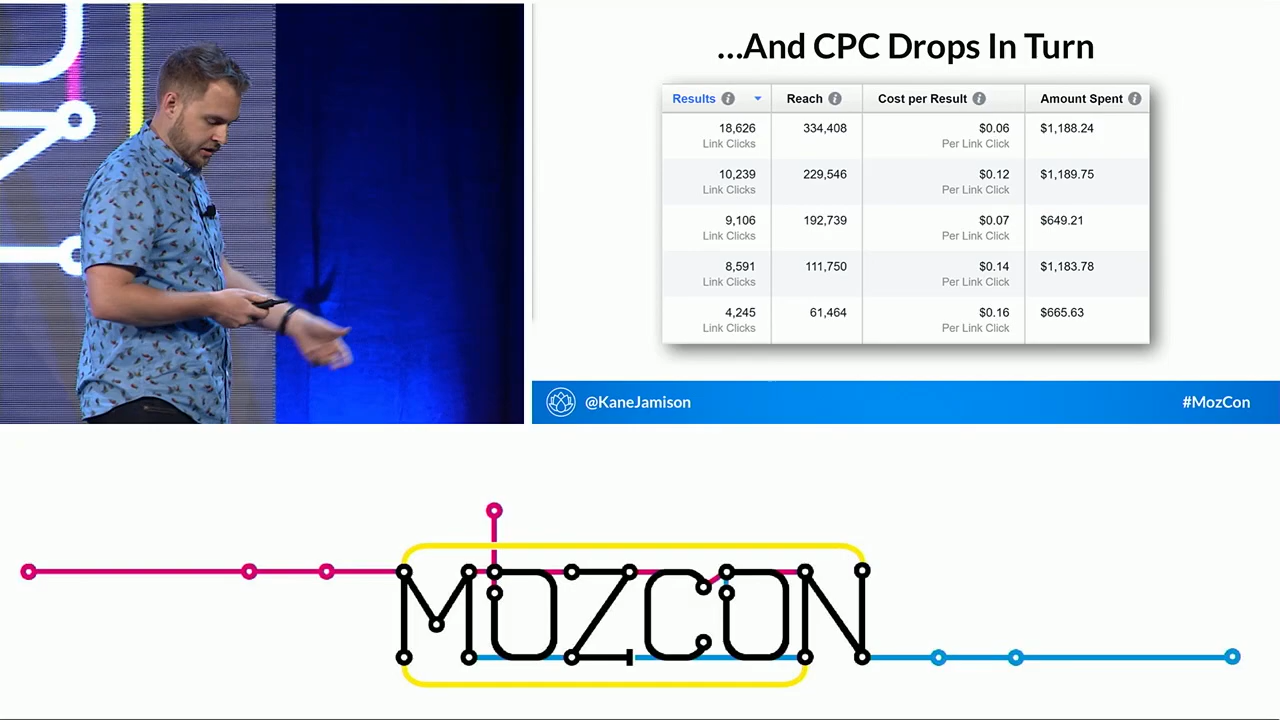 ...And CPC Drops In Turn
Results Reach Cost per Result Amount Spent
18,626 334,408 $0.06 $1,188.24
Link Clicks Per Link Click
10,239 229,546 $0.12 $1,189.75
Link Clicks Per Link Click
9,106 192,739 $0.07 $649.21
Link Clicks Per Link Click
8,591 111,750 $0.14 $1,183.78
Link Clicks Per Link Click
4,245 61,464 $0.16 $665.63
Link Clicks Per Link Click
@KaneJamison #MozCon
MOZCON